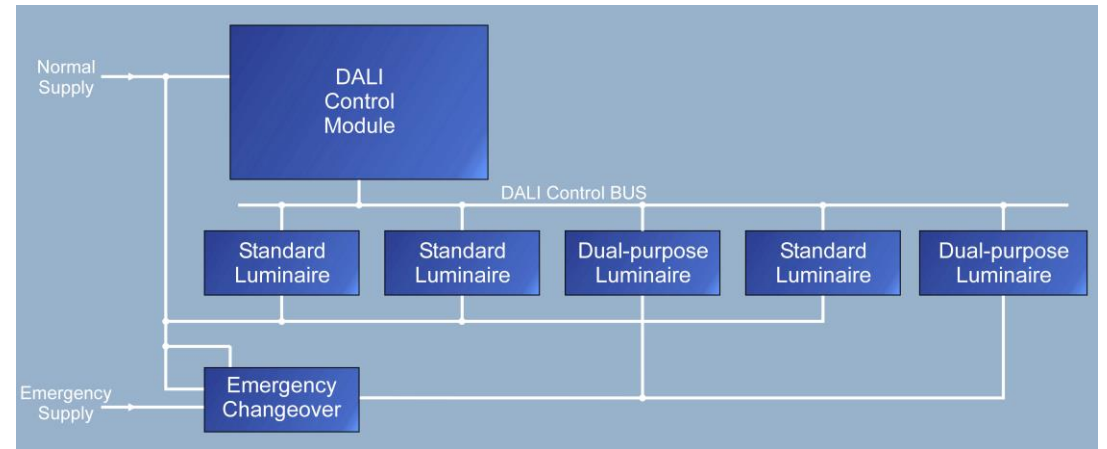 Normal
Supply
DALI
Control
Module
DALI Control BUS
Standard
Luminaire
Standard
Luminaire
Dual-purpose
Luminaire
Standard
Luminaire
Dual-purpose
Luminaire
Emergency
Supply
Emergency
Changeover